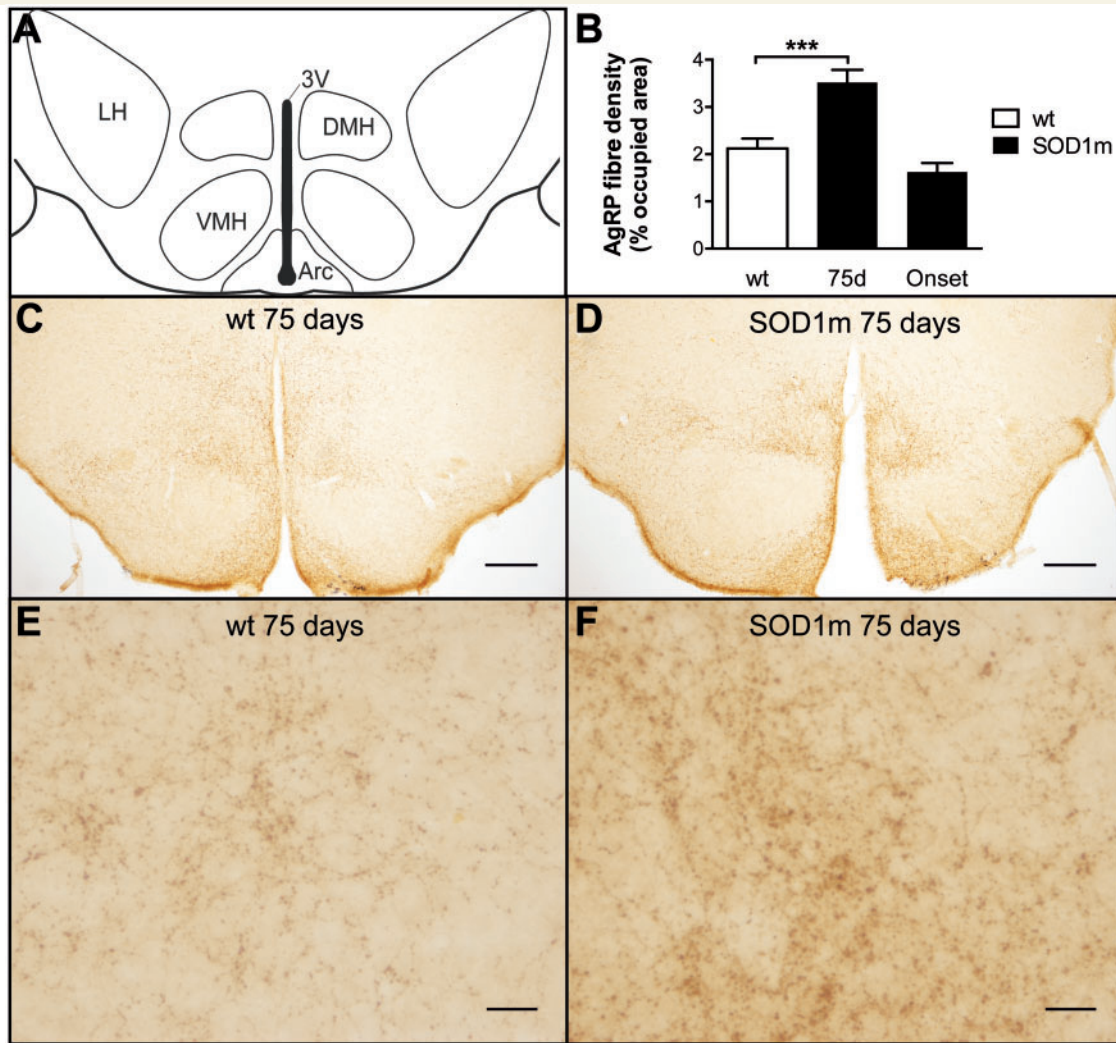 A
3V
LH
DMH
VMH
Arc
B
AgRP fibre density
(% occupied area)
4
3
2
1
0
***
wt
75d
Onset
wt
SOD1m
C
wt 75 days
D
SOD1m 75 days
E
wt 75 days
F
SOD1m 75 days